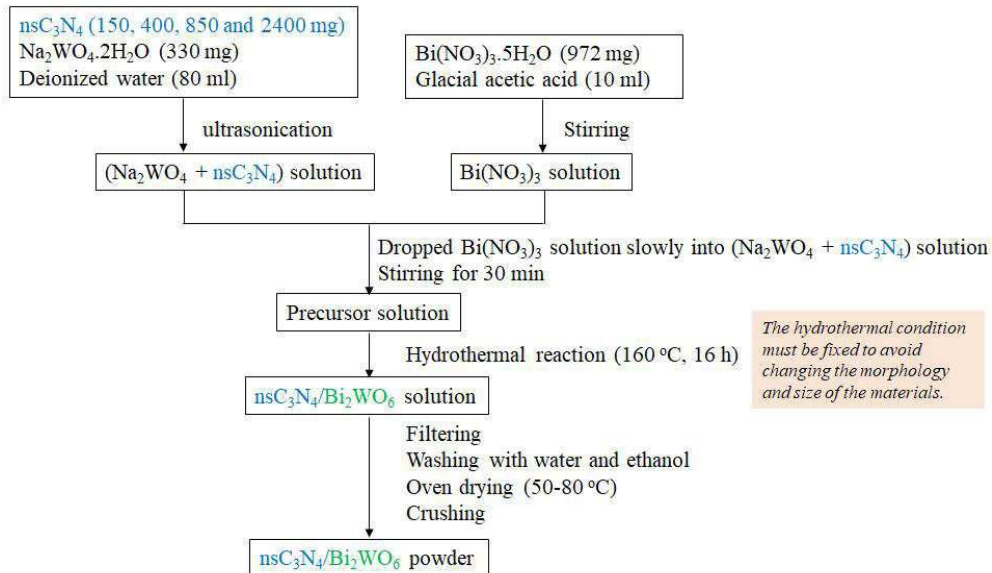 nsC₃N₄ (150, 400, 850 and 2400 mg)
Na₂WO₄.2H₂O (330 mg)
Deionized water (80 ml)
Bi(NO₃)₃.5H₂O (972 mg)
Glacial acetic acid (10 ml)
ultrasonication
Stirring
(Na₂WO₄ + nsC₃N₄) solution
Bi(NO₃)₃ solution
Dropped Bi(NO₃)₃ solution slowly into (Na₂WO₄ + nsC₃N₄) solution
Stirring for 30 min
Precursor solution
Hydrothermal reaction (160 ºC, 16 h)
The hydrothermal condition
must be fixed to avoid
changing the morphology
and size of the materials.
nsC₃N₄/Bi₂WO₆ solution
Filtering
Washing with water and ethanol
Oven drying (50-80 ºC)
Crushing
nsC₃N₄/Bi₂WO₆ powder